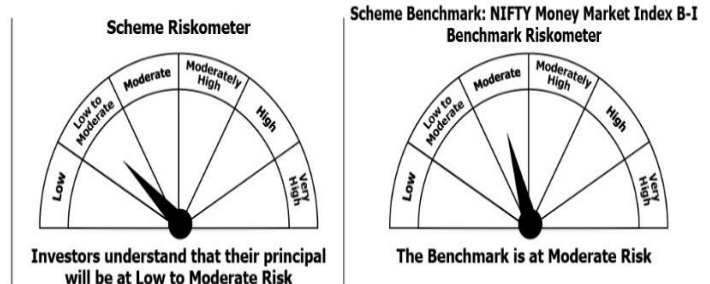 Scheme Riskometer
Low
Low to
Moderate
Moderate
Moderately
High
High
Very
High
Investors understand that their principal
will be at Low to Moderate Risk
Scheme Benchmark: NIFTY Money Market Index B-I
Benchmark Riskometer
Low
Low to
Moderate
Moderate
Moderately
High
High
Very
High
The Benchmark is at Moderate Risk